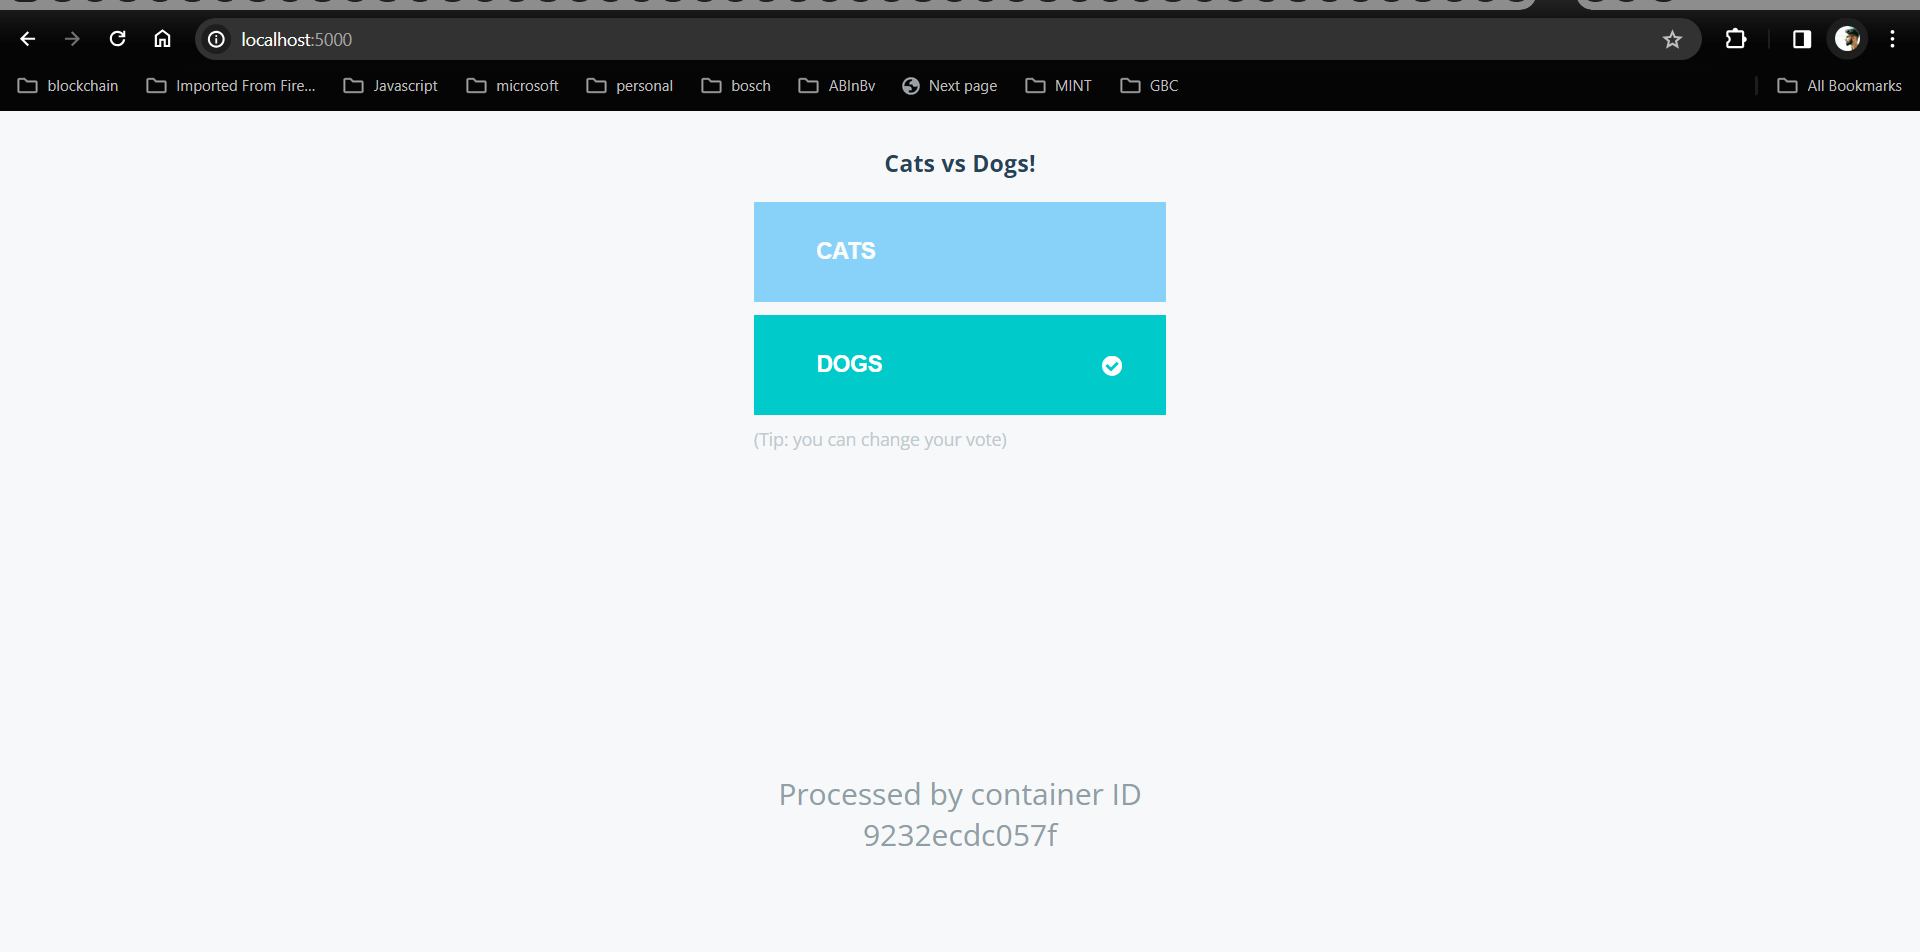 localhost:5000
blockchain Imported From Fire... Javascript microsoft personal bosch ABInBv Next page MINT GBC All Bookmarks
Cats vs Dogs!
CATS
DOGS
(Tip: you can change your vote)
Processed by container ID
9232ecdc057f